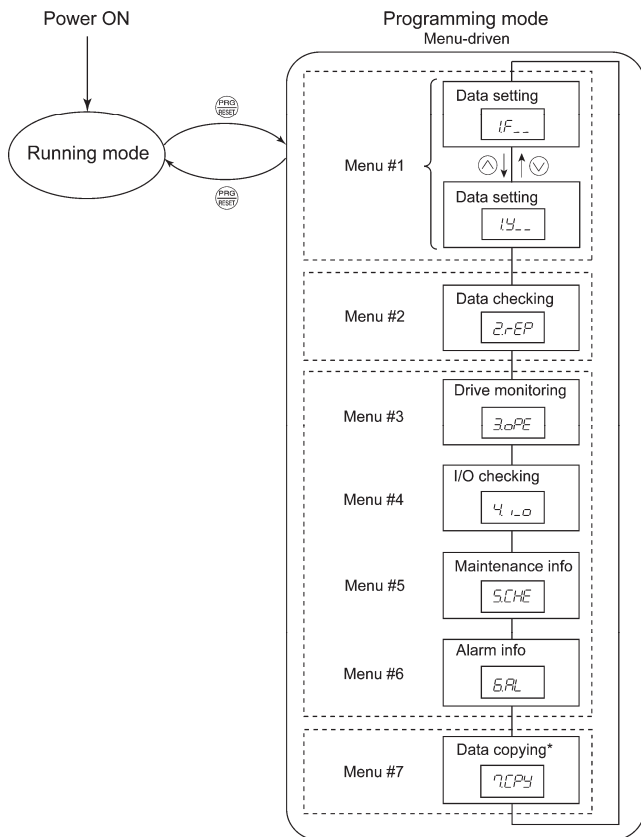 Power ON
Programming mode
Menu-driven
PRG
RESET
Running mode
PRG
RESET
Menu #1
Data setting
1.F__
Data setting
1.y__
Menu #2
Data checking
2.rEP
Menu #3
Drive monitoring
3.oPE
Menu #4
I/O checking
4.i_o
Menu #5
Maintenance info
5.CHE
Menu #6
Alarm info
6.AL
Menu #7
Data copying*
7.CPY